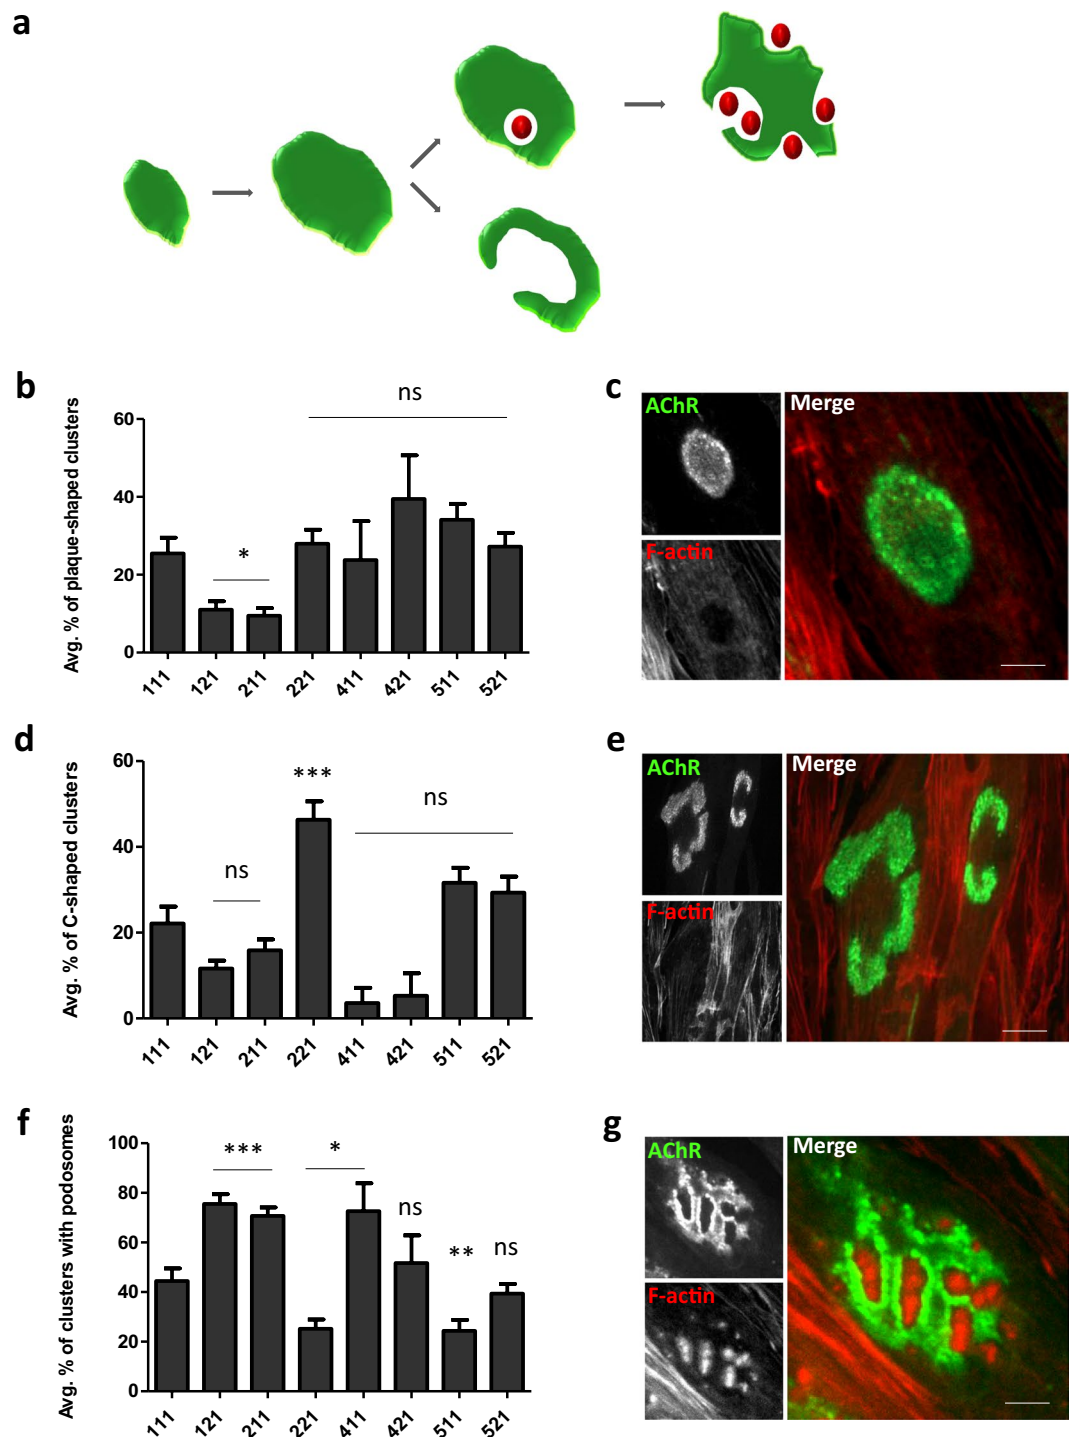 a
b
ns
60
40
20
0
*
Avg. % of plaque-shaped clusters
111 121 211 221 411 421 511 521
c
AChR
F-actin
Merge
d
60
40
20
0
ns
***
ns
Avg. % of C-shaped clusters
111 121 211 221 411 421 511 521
e
AChR
F-actin
Merge
f
100
80
60
40
20
0
***
*
ns
**
ns
Avg. % of clusters with podosomes
111 121 211 221 411 421 511 521
g
AChR
F-actin
Merge